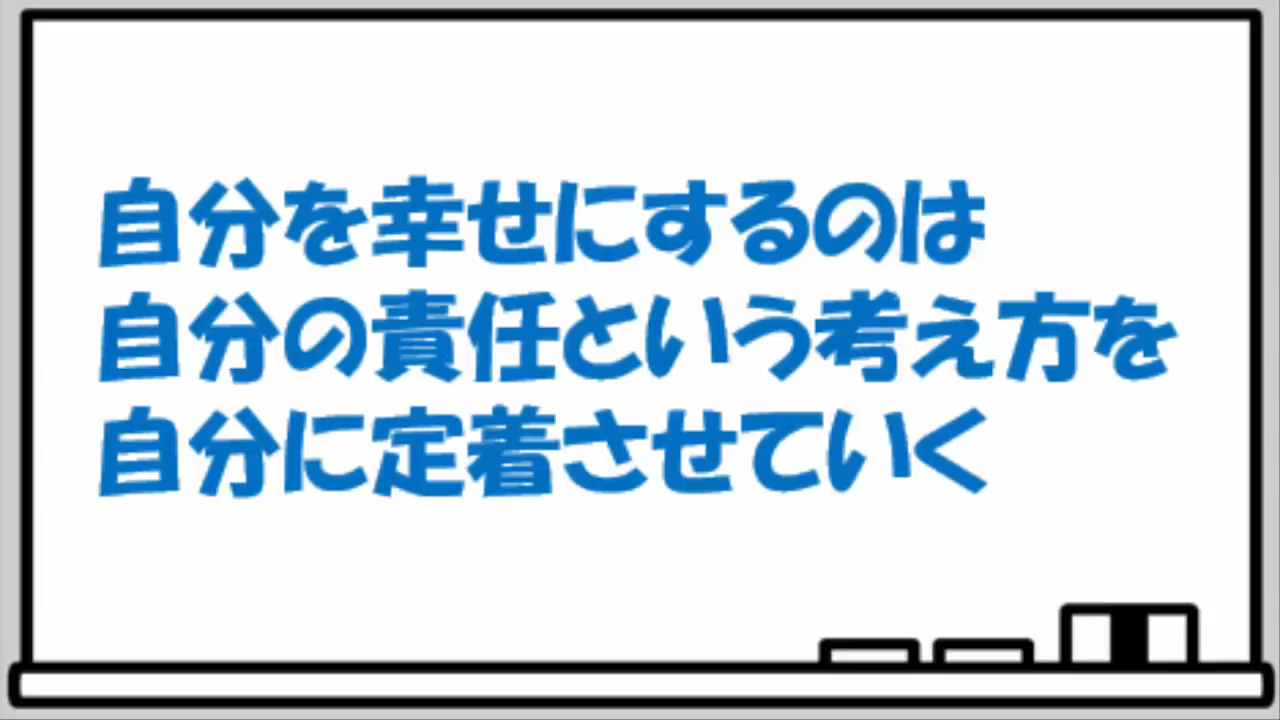 自分を幸せにするのは
自分の責任という考え方を
自分に定着させていく